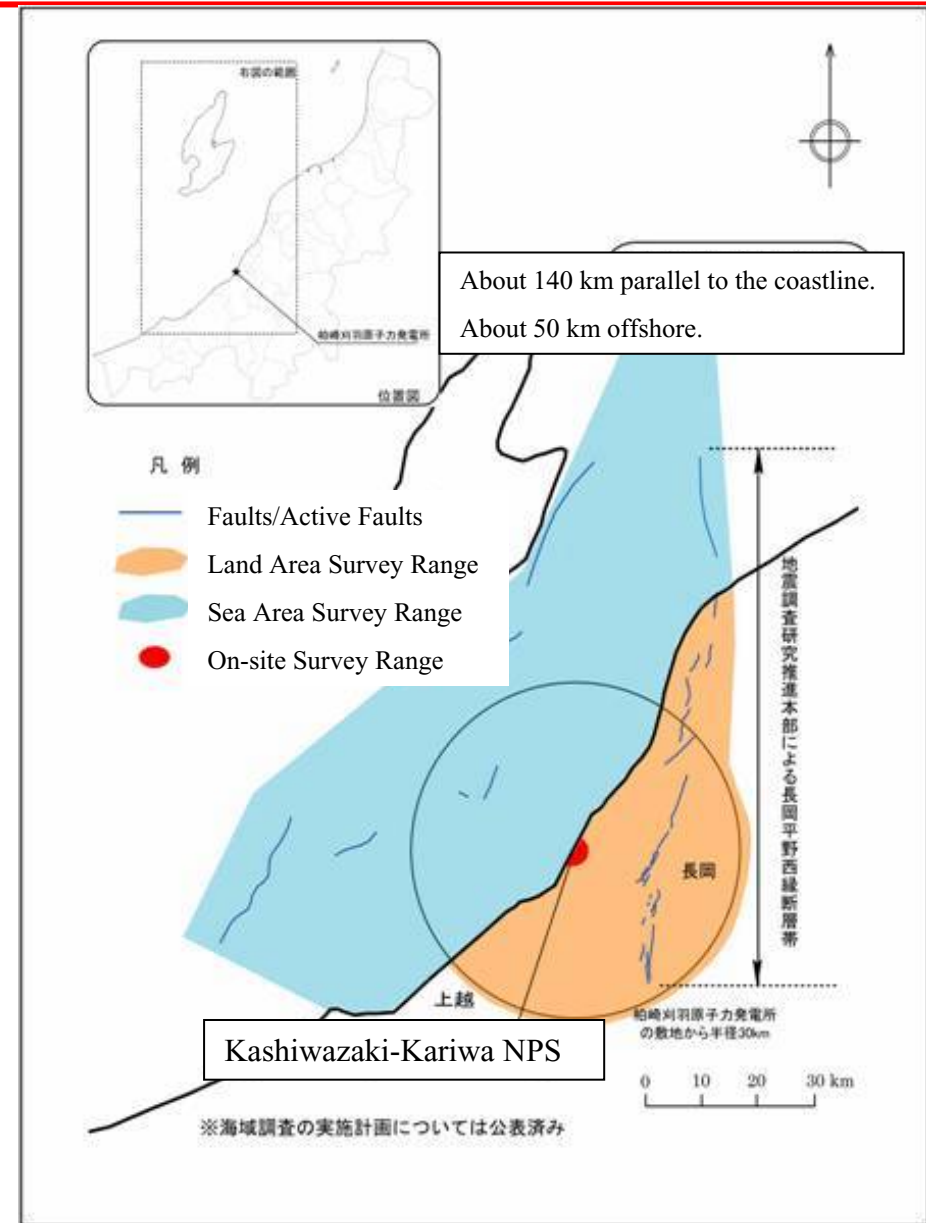 右図の範囲
柏崎刈羽原子力発電所
位置図
About 140 km parallel to the coastline.
About 50 km offshore.
凡 例
Faults/Active Faults
Land Area Survey Range
Sea Area Survey Range
On-site Survey Range
地震調査研究推進本部による長岡平野西縁断層帯
長岡
上越
柏崎刈羽原子力発電所
の敷地から半径30km
Kashiwazaki-Kariwa NPS
0 10 20 30 km
※海域調査の実施計画については公表済み